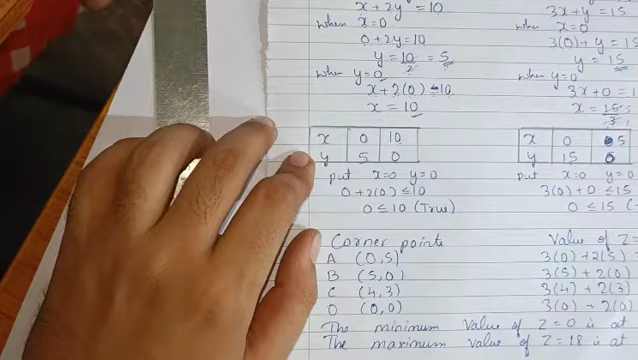 x + 2y = 10
3x + y = 15
when x=0
when x=0
0 + 2y = 10
3(0) + y = 15
y = 10/2 = 5
y = 15
when y=0
when y=0
x + 2(0) = 10
3x + 0 = 1
x = 10
x = 15/3
x 0 10
x 0 5
y 5 0
y 15 0
put x=0 y=0
put x=0 y=0
0 + 2(0) ≤ 10
3(0) + 0 ≤ 15
0 ≤ 10 (True)
0 ≤ 15 (
Corner points
Value of Z =
A (0,5)
3(0) + 2(5)
B (5,0)
3(5) + 2(0)
C (4,3)
3(4) + 2(3)
O (0,0)
3(0) + 2(0)
The minimum value of Z = 0 is at
The maximum value of Z = 18 is at